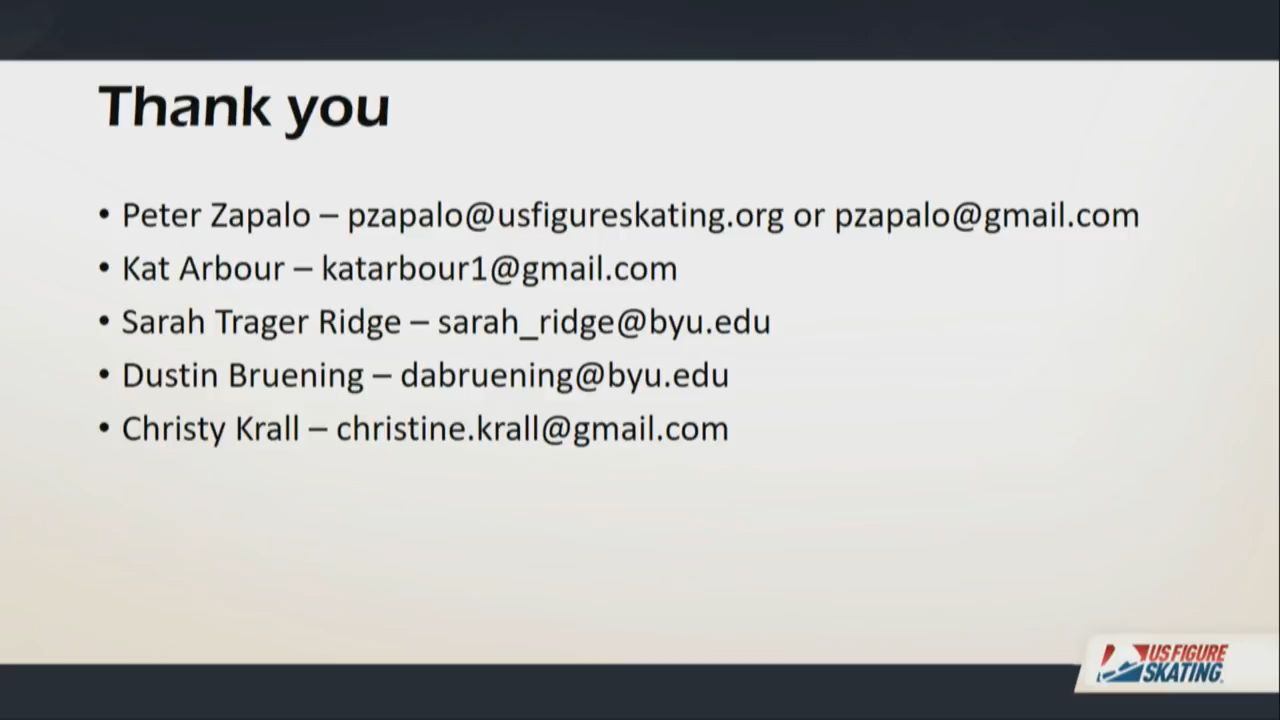 Thank you
• Peter Zapalo – pzapalo@usfigureskating.org or pzapalo@gmail.com
• Kat Arbour – katarbour1@gmail.com
• Sarah Trager Ridge – sarah_ridge@byu.edu
• Dustin Bruening – dabruening@byu.edu
• Christy Krall – christine.krall@gmail.com
US FIGURE
SKATING